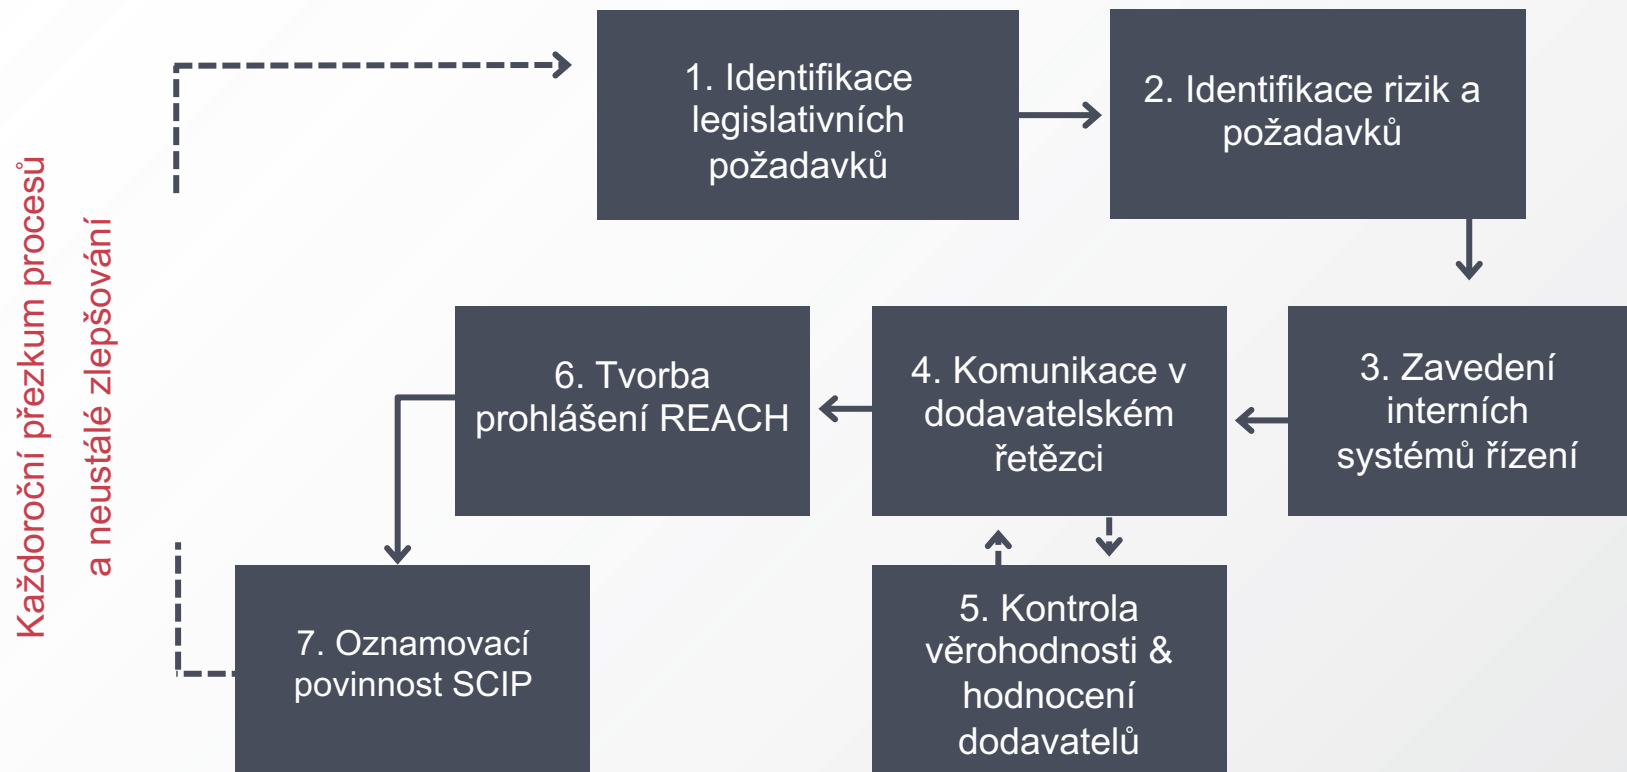 Každoroční přezkum procesů
a neustálé zlepšování
1. Identifikace
legislativních
požadavků
2. Identifikace rizik a
požadavků
3. Zavedení
interních
systémů řízení
4. Komunikace v
dodavatelském
řetězci
5. Kontrola
věrohodnosti &
hodnocení
dodavatelů
6. Tvorba
prohlášení REACH
7. Oznamovací
povinnost SCIP